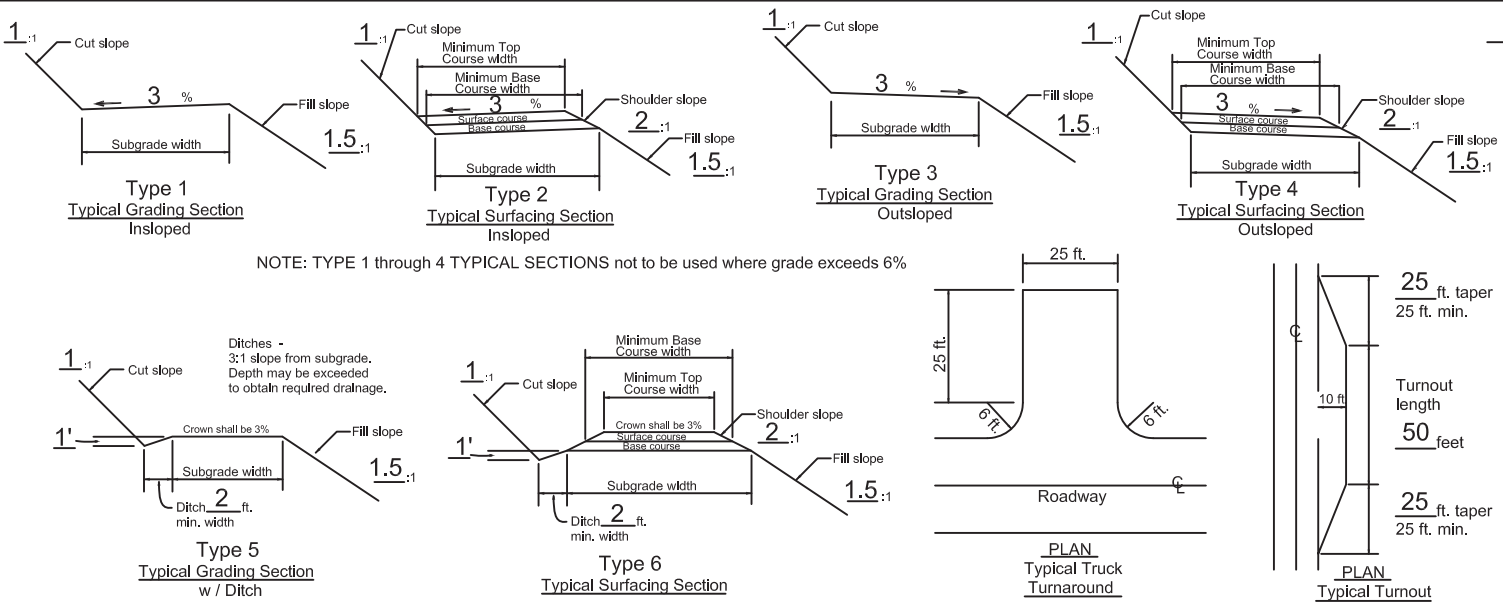 1 :1
Cut slope
3 %
Fill slope
1.5 :1
Subgrade width
Type 1
Typical Grading Section
Insloped
1 :1
Cut slope
Minimum Top
Course width
Minimum Base
Course width
3 %
Surface course
Base course
Shoulder slope
2 :1
Fill slope
1.5 :1
Subgrade width
Type 2
Typical Surfacing Section
Insloped
1 :1
Cut slope
3 %
Fill slope
1.5 :1
Subgrade width
Type 3
Typical Grading Section
Outsloped
1 :1
Cut slope
Minimum Top
Course width
Minimum Base
Course width
3 %
Surface course
Base course
Shoulder slope
2 :1
Fill slope
1.5 :1
Subgrade width
Type 4
Typical Surfacing Section
Outsloped
NOTE: TYPE 1 through 4 TYPICAL SECTIONS not to be used where grade exceeds 6%
1 :1
Cut slope
Ditches -
3:1 slope from subgrade.
Depth may be exceeded
to obtain required drainage.
Crown shall be 3%
Fill slope
1'
1.5 :1
Subgrade width
Ditch 2 ft.
min. width
Type 5
Typical Grading Section
w / Ditch
1 :1
Cut slope
Minimum Base
Course width
Minimum Top
Course width
Crown shall be 3%
Surface course
Base course
Shoulder slope
2 :1
1'
Fill slope
1.5 :1
Subgrade width
Ditch 2 ft.
min. width
Type 6
Typical Surfacing Section
25 ft.
25 ft.
6 ft.
6 ft.
Roadway
℄
PLAN
Typical Truck
Turnaround
℄
10 ft
25 ft. taper
25 ft. min.
Turnout
length
50 feet
25 ft. taper
25 ft. min.
PLAN
Typical Turnout